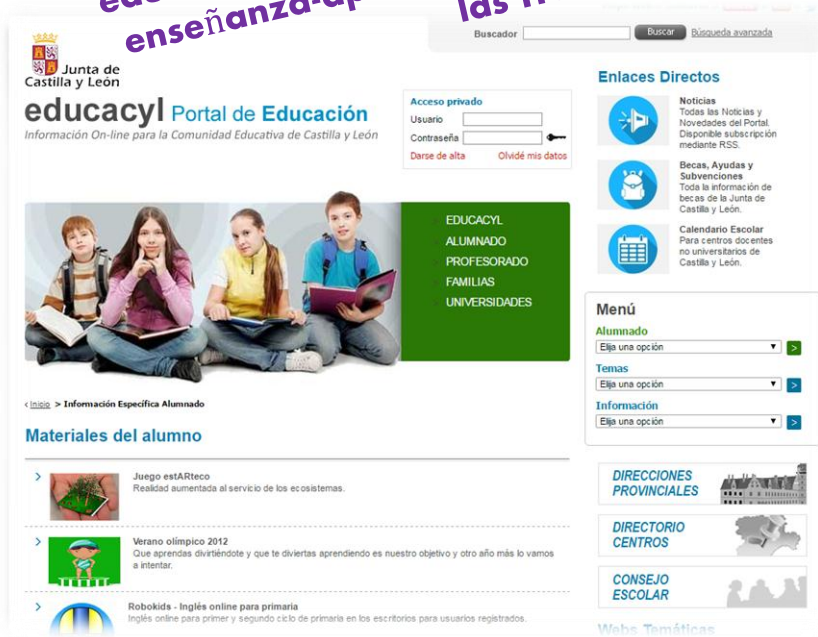 enseñanza-ap
las
Buscador
Buscar
Búsqueda avanzada
Junta de
Castilla y León
educacyl Portal de Educación
Información On-line para la Comunidad Educativa de Castilla y León
Acceso privado
Usuario
Contraseña
Darse de alta
Olvidé mis datos
EDUCACYL
ALUMNADO
PROFESORADO
FAMILIAS
UNIVERSIDADES
Enlaces Directos
Noticias
Todas las Noticias y
Novedades del Portal.
Disponible subscripción
mediante RSS.
Becas, Ayudas y
Subvenciones
Toda la información de
becas de la Junta de
Castilla y León.
Calendario Escolar
Para centros docentes
no universitarios de
Castilla y León.
Menú
Alumnado
Elija una opción
>
Temas
Elija una opción
>
Información
Elija una opción
>
‹ Inicio > Información Específica Alumnado
Materiales del alumno
Juego estARteco
Realidad aumentada al servicio de los ecosistemas.
Verano olímpico 2012
Que aprendas divirtiéndote y que te diviertas aprendiendo es nuestro objetivo y otro año más lo vamos
a intentar.
Robokids - Inglés online para primaria
Inglés online para primer y segundo ciclo de primaria en los escritorios para usuarios registrados.
DIRECCIONES
PROVINCIALES
DIRECTORIO
CENTROS
CONSEJO
ESCOLAR
Webs Temáticas